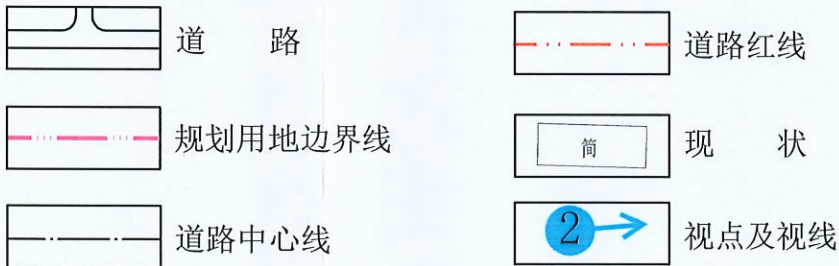 道 路
道路红线
规划用地边界线
简
现 状
道路中心线
2
视点及视线